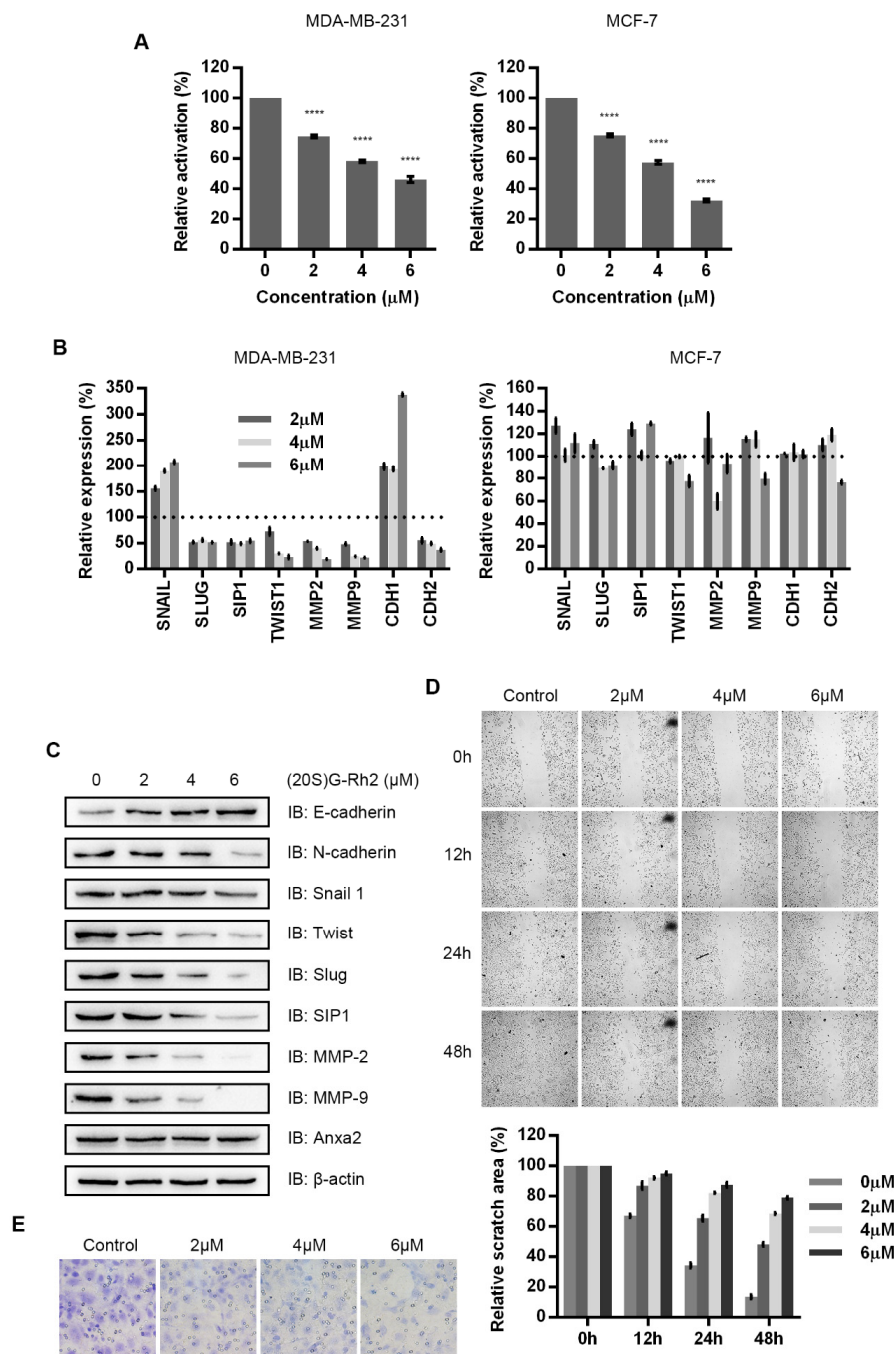 A
MDA-MB-231
MCF-7
Relative activation (%)
120
100
80
60
40
20
0
****
****
****
0 2 4 6
Concentration (µM)
Relative activation (%)
120
100
80
60
40
20
0
****
****
****
0 2 4 6
Concentration (µM)
B
MDA-MB-231
MCF-7
Relative expression (%)
350
300
250
200
150
100
50
0
2µM
4µM
6µM
SNAIL
SLUG
SIP1
TWIST1
MMP2
MMP9
CDH1
CDH2
Relative expression (%)
160
140
120
100
80
60
40
20
0
SNAIL
SLUG
SIP1
TWIST1
MMP2
MMP9
CDH1
CDH2
C
0 2 4 6 (20S)G-Rh2 (µM)
IB: E-cadherin
IB: N-cadherin
IB: Snail 1
IB: Twist
IB: Slug
IB: SIP1
IB: MMP-2
IB: MMP-9
IB: Anxa2
IB: β-actin
D
Control 2µM 4µM 6µM
0h
12h
24h
48h
Relative scratch area (%)
120
100
80
60
40
20
0
0h 12h 24h 48h
0µM
2µM
4µM
6µM
E
Control 2µM 4µM 6µM